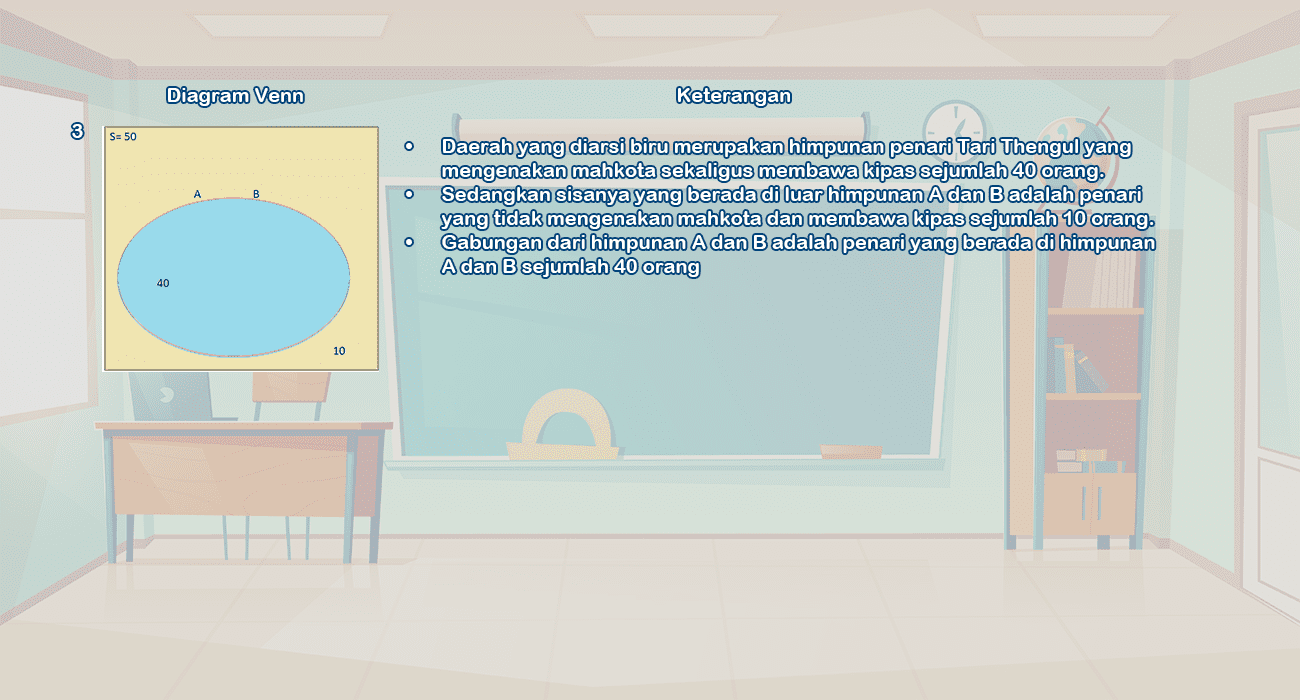 Diagram Venn
Keterangan
3
S= 50
A
B
40
10
Daerah yang diarsi biru merupakan himpunan penari Tari Thengul yang
mengenakan mahkota sekaligus membawa kipas sejumlah 40 orang.
Sedangkan sisanya yang berada di luar himpunan A dan B adalah penari
yang tidak mengenakan mahkota dan membawa kipas sejumlah 10 orang.
Gabungan dari himpunan A dan B adalah penari yang berada di himpunan
A dan B sejumlah 40 orang